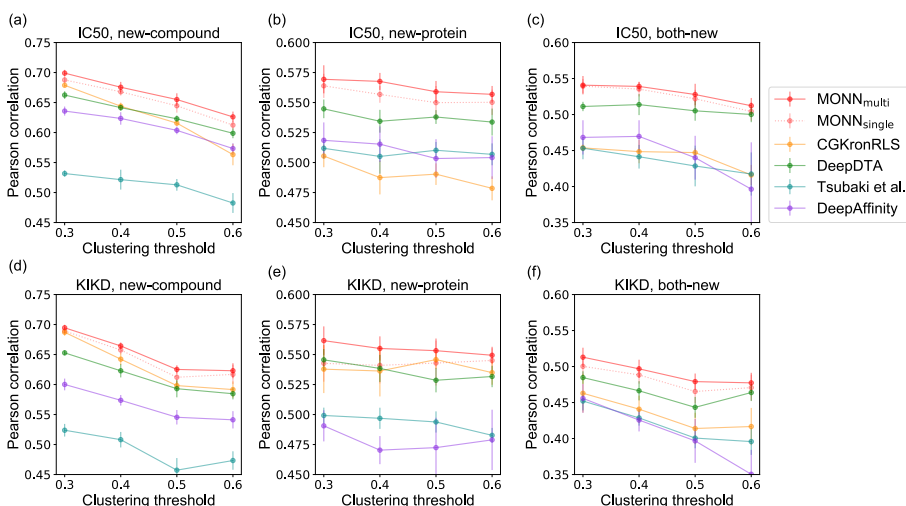 (a)
IC50, new-compound
0.75
0.70
0.65
0.60
0.55
0.50
0.45
Pearson correlation
0.3 0.4 0.5 0.6
Clustering threshold
(b)
IC50, new-protein
0.600
0.575
0.550
0.525
0.500
0.475
0.450
Pearson correlation
0.3 0.4 0.5 0.6
Clustering threshold
(c)
IC50, both-new
0.60
0.55
0.50
0.45
0.40
0.35
Pearson correlation
0.3 0.4 0.5 0.6
Clustering threshold
MONNmulti
MONNsingle
CGKronRLS
DeepDTA
Tsubaki et al.
DeepAffinity
(d)
KIKD, new-compound
0.75
0.70
0.65
0.60
0.55
0.50
0.45
Pearson correlation
0.3 0.4 0.5 0.6
Clustering threshold
(e)
KIKD, new-protein
0.600
0.575
0.550
0.525
0.500
0.475
0.450
Pearson correlation
0.3 0.4 0.5 0.6
Clustering threshold
(f)
KIKD, both-new
0.60
0.55
0.50
0.45
0.40
0.35
Pearson correlation
0.3 0.4 0.5 0.6
Clustering threshold